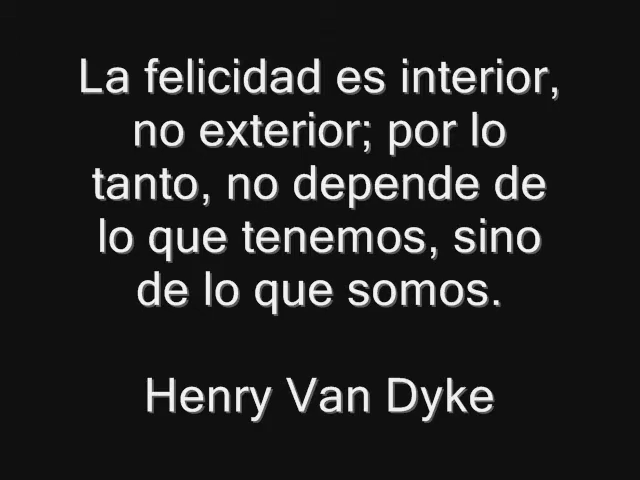 La felicidad es interior,
no exterior; por lo
tanto, no depende de
lo que tenemos, sino
de lo que somos.
Henry Van Dyke